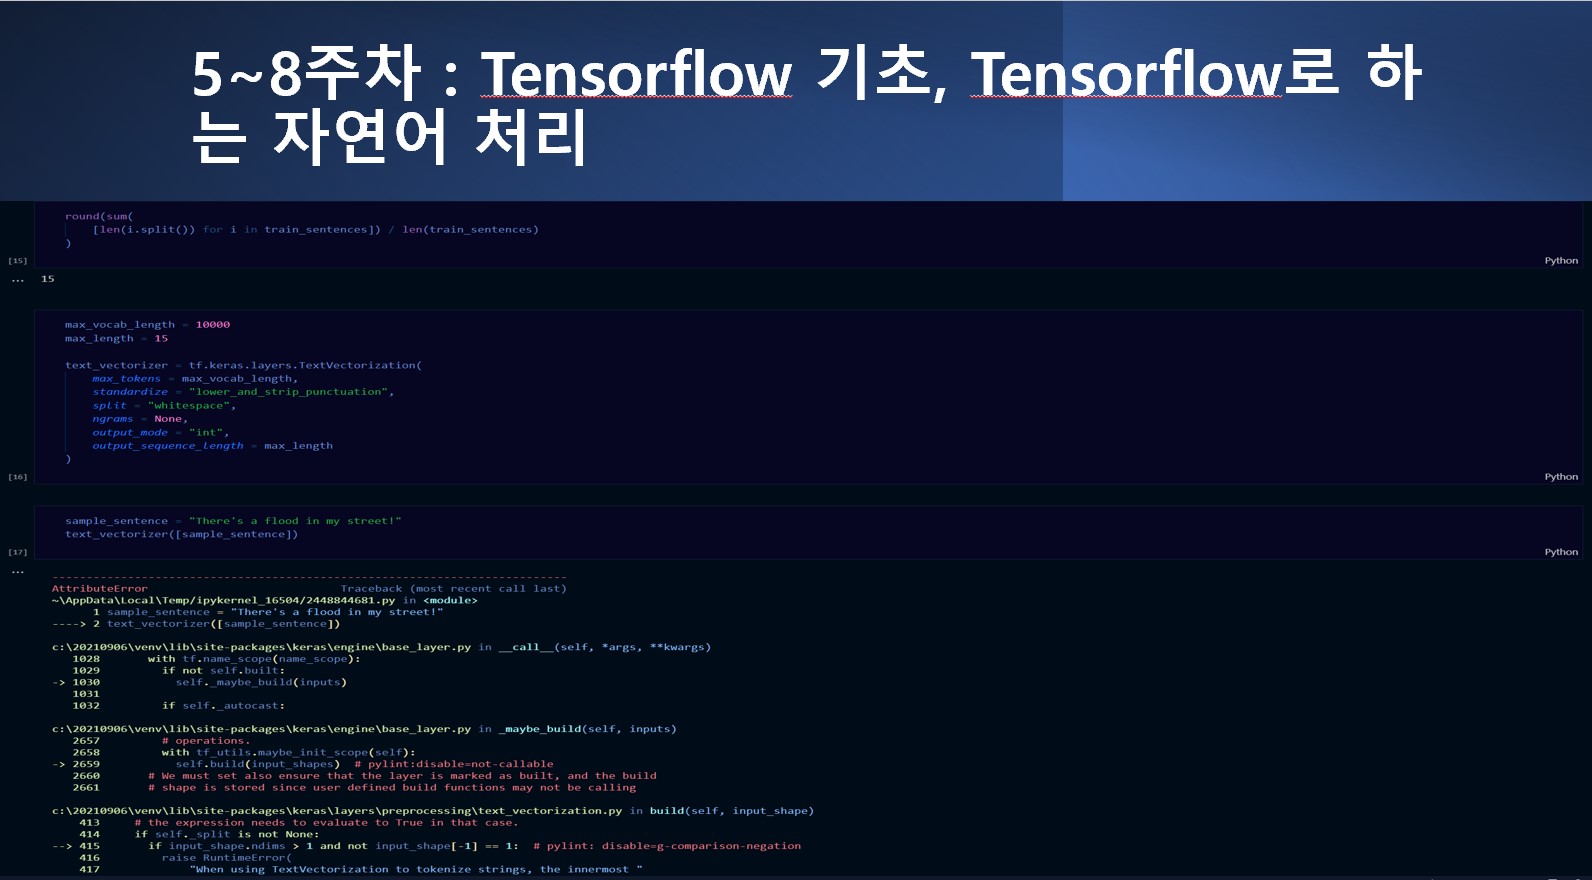 5~8주차 : Tensorflow 기초, Tensorflow로 하
는 자연어 처리
round(sum(
[len(i.split()) for i in train_sentences]) / len(train_sentences)
)
[15]
Python
... 15
max_vocab_length = 10000
max_length = 15
text_vectorizer = tf.keras.layers.TextVectorization(
max_tokens = max_vocab_length,
standardize = "lower_and_strip_punctuation",
split = "whitespace",
ngrams = None,
output_mode = "int",
output_sequence_length = max_length
)
[16]
Python
sample_sentence = "There's a flood in my street!"
text_vectorizer([sample_sentence])
[17]
Python
...
---------------------------------------------------------------------------
AttributeError                            Traceback (most recent call last)
~\AppData\Local\Temp/ipykernel_16504/2448844681.py in <module>
1 sample_sentence = "There's a flood in my street!"
----> 2 text_vectorizer([sample_sentence])
c:\20210906\venv\lib\site-packages\keras\engine\base_layer.py in __call__(self, *args, **kwargs)
1028 with tf.name_scope(name_scope):
1029 if not self.built:
-> 1030 self._maybe_build(inputs)
1031
1032 if self._autocast:
c:\20210906\venv\lib\site-packages\keras\engine\base_layer.py in _maybe_build(self, inputs)
2657 # operations.
2658 with tf_utils.maybe_init_scope(self):
-> 2659 self.build(input_shapes)  # pylint:disable=not-callable
2660 # We must set also ensure that the layer is marked as built, and the build
2661 # shape is stored since user defined build functions may not be calling
c:\20210906\venv\lib\site-packages\keras\layers\preprocessing\text_vectorization.py in build(self, input_shape)
413 # the expression needs to evaluate to True in that case.
414 if self._split is not None:
--> 415 if input_shape.ndims > 1 and not input_shape[-1] == 1:  # pylint: disable=g-comparison-negation
416 raise RuntimeError(
417 "When using TextVectorization to tokenize strings, the innermost "